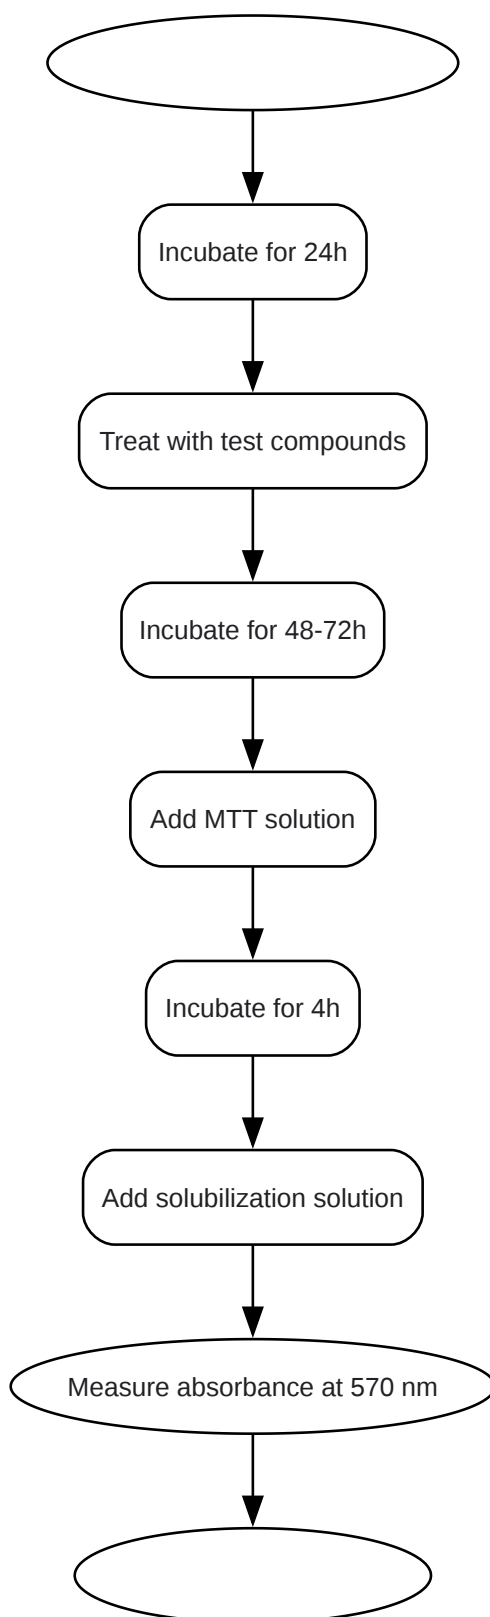 Incubate for 24h
Treat with test compounds
Incubate for 48-72h
Add MTT solution
Incubate for 4h
Add solubilization solution
Measure absorbance at 570 nm